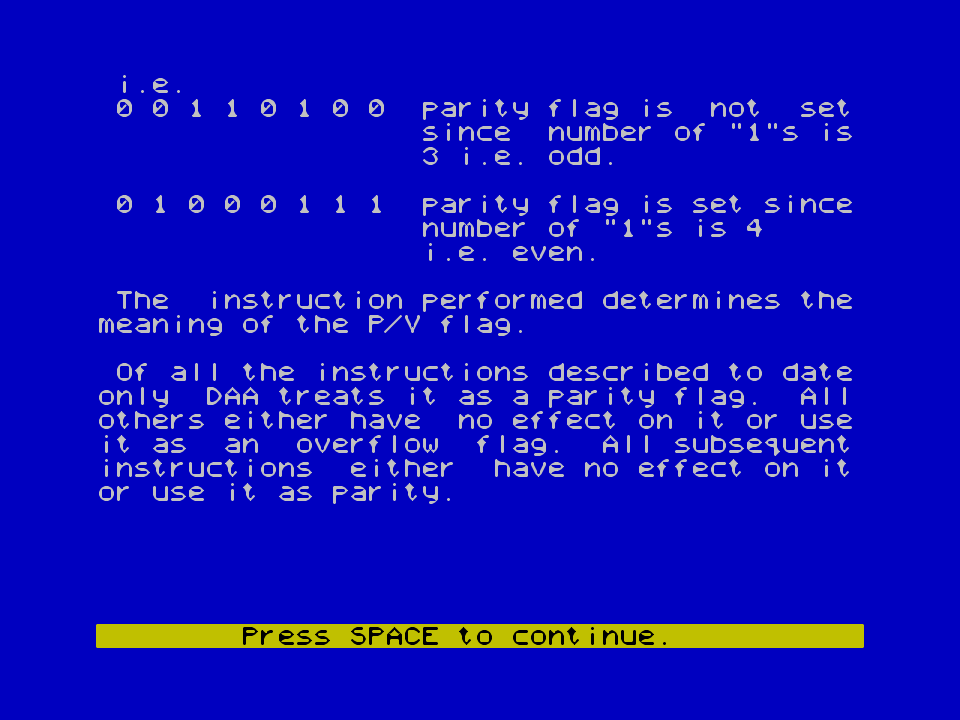 i.e.
0 0 1 1 0 1 0 0  parity flag is  not  set
since  number of "1"s is
3 i.e. odd.
0 1 0 0 0 1 1 1  parity flag is set since
number of "1"s is 4
i.e. even.
The  instruction performed determines the
meaning of the P/V flag.
Of all the instructions described to date
only  DAA treats it as a parity flag.  All
others either have  no effect on it or use
it as  an  overflow  flag.  All subsequent
instructions  either  have no effect on it
or use it as parity.
Press SPACE to continue.